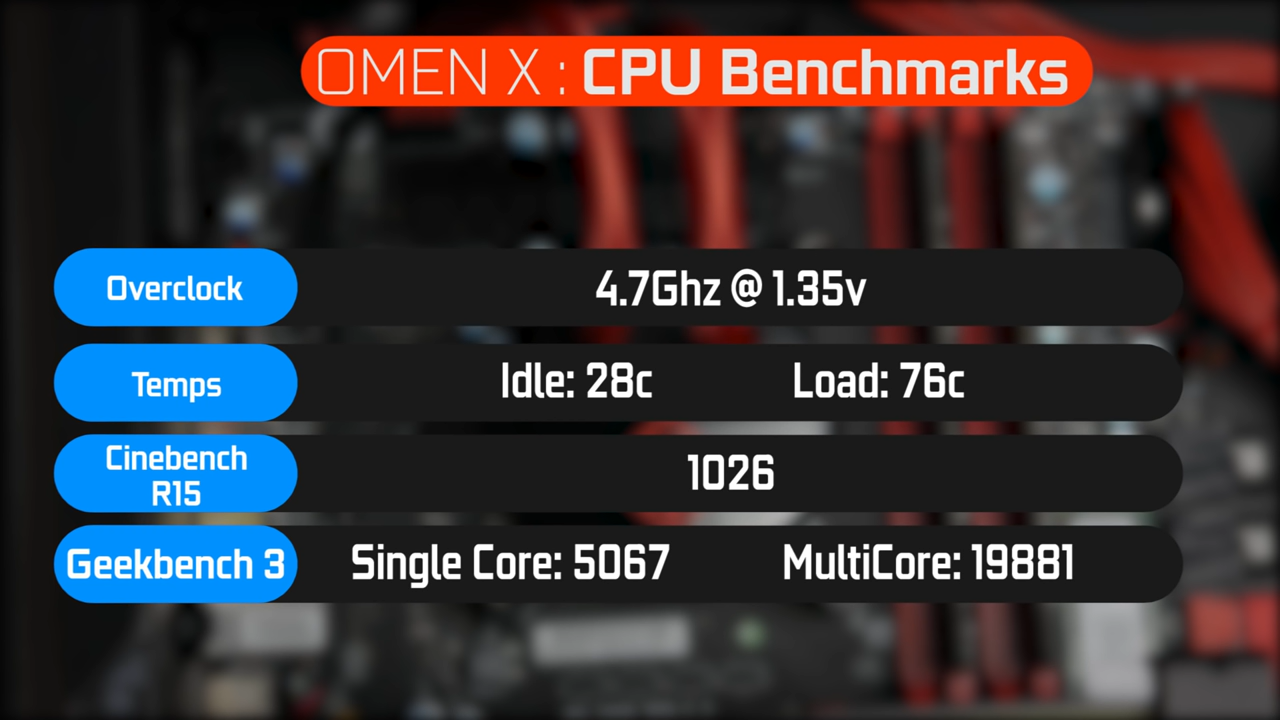 OMEN X : CPU Benchmarks
Overclock 4.7Ghz @ 1.35v
Temps Idle: 28c Load: 76c
Cinebench
R15
1026
Geekbench 3 Single Core: 5067 MultiCore: 19881